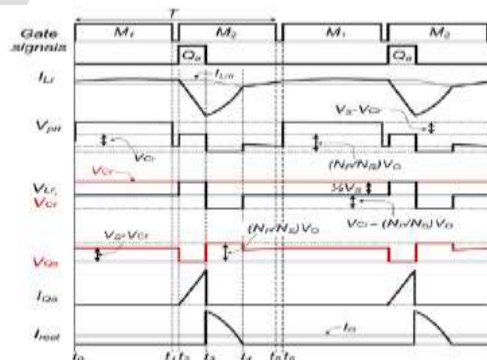 T
Gate signals M₁ M₂ M₁ M₂
Qa Qa
ILr ILm
Vpri VS-VCr
VCr (NP/NS)VO
VCr
VLr, ½VS
VCr VCr-(NP/NS)VO
VS-VCr (NP/NS)VO
VQa
IQa
Irect IO
t0 t1 t2 t3 t4 t5 t6